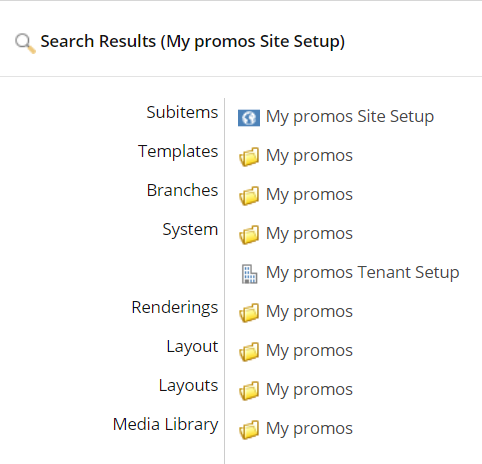 Search Results (My promos Site Setup)
Subitems My promos Site Setup
Templates My promos
Branches My promos
System My promos
My promos Tenant Setup
Renderings My promos
Layout My promos
Layouts My promos
Media Library My promos